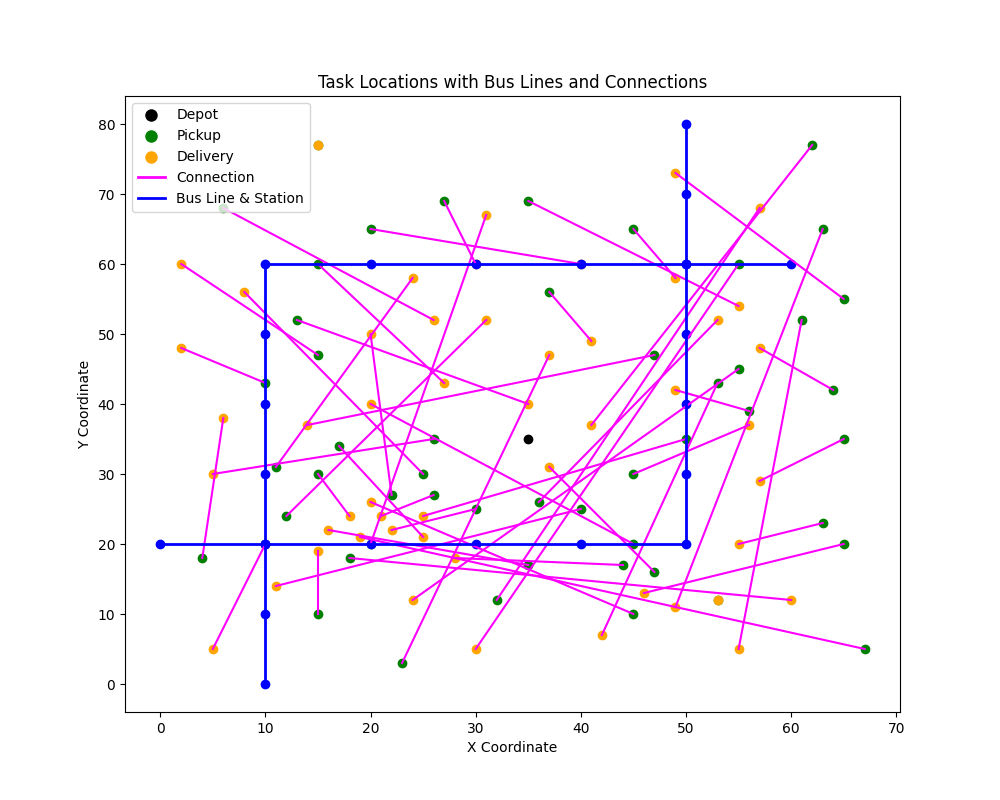 Task Locations with Bus Lines and Connections
Depot
Pickup
Delivery
Connection
Bus Line & Station
80
70
60
50
40
30
20
10
0
Y Coordinate
0 10 20 30 40 50 60 70
X Coordinate